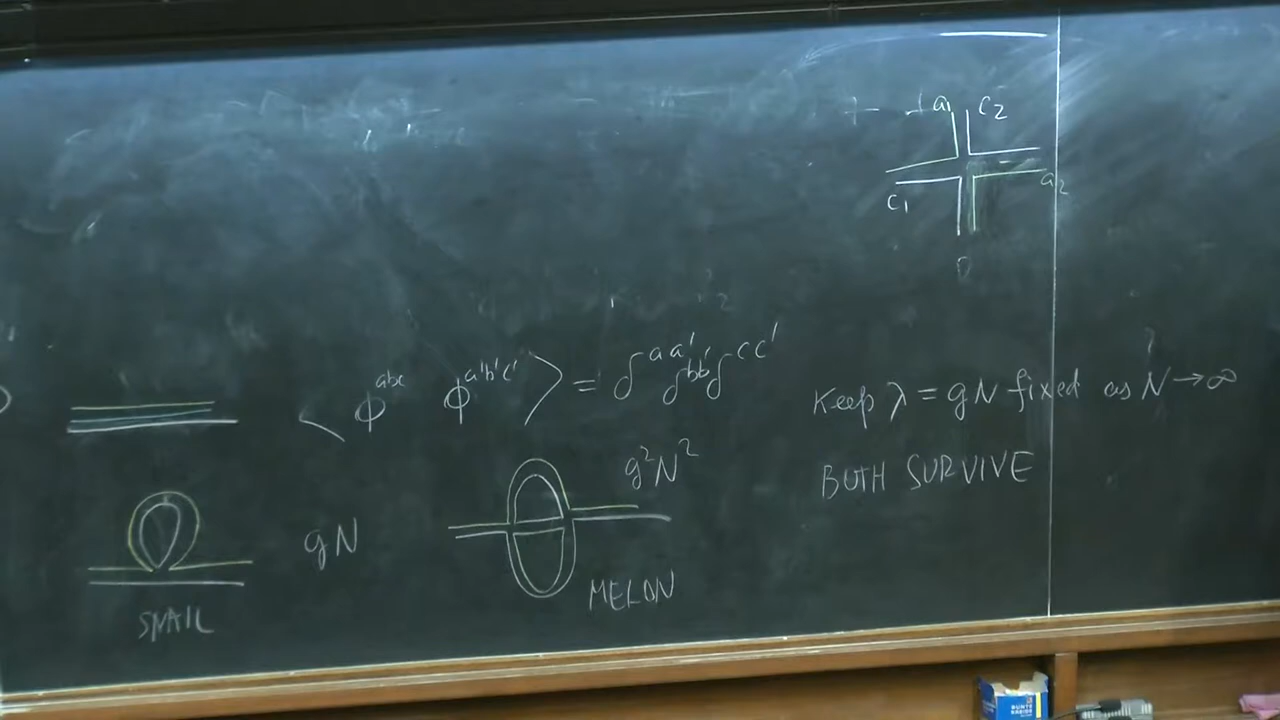 a₁ c₂
c₁ a₂
< ϕ^{abc} ϕ^{a'b'c'} > = δ^{aa'} δ^{bb'} δ^{cc'}
Keep λ = gN fixed as N → ∞
g²N²
BOTH SURVIVE
gN
MELON
SNAIL